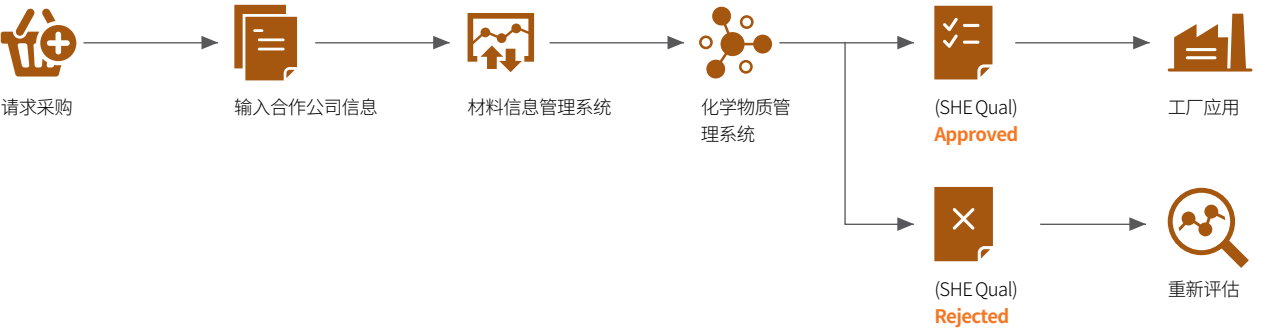 请求采购
输入合作公司信息
材料信息管理系统
化学物质管
理系统
(SHE Qual)
Approved
工厂应用
(SHE Qual)
Rejected
重新评估